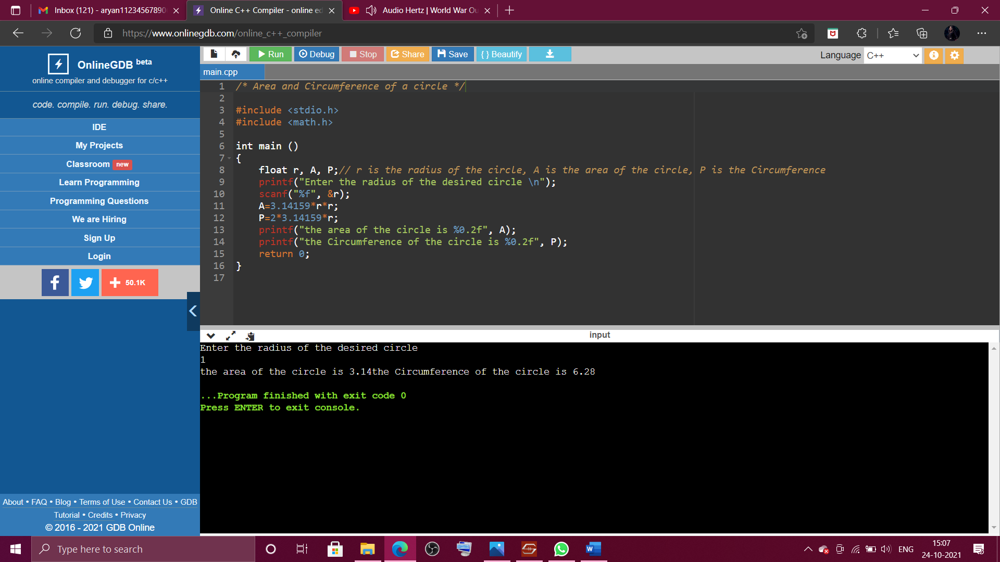 Inbox (121) - aryan11234567890
Online C++ Compiler - online ed
Audio Hertz | World War Ou
https://www.onlinegdb.com/online_c++_compiler
OnlineGDB beta
online compiler and debugger for c/c++
code. compile. run. debug. share.
IDE
My Projects
Classroom new
Learn Programming
Programming Questions
We are Hiring
Sign Up
Login
f
50.1K
About • FAQ • Blog • Terms of Use • Contact Us • GDB
Tutorial • Credits • Privacy
© 2016 - 2021 GDB Online
Run Debug Stop Share Save { } Beautify
Language C++
main.cpp
1 /* Area and Circumference of a circle */
2
3 #include <stdio.h>
4 #include <math.h>
5
6 int main ()
7 {
8 float r, A, P;// r is the radius of the circle, A is the area of the circle, P is the Circumference
9 printf("Enter the radius of the desired circle \n");
10 scanf("%f", &r);
11 A=3.14159*r*r;
12 P=2*3.14159*r;
13 printf("the area of the circle is %0.2f", A);
14 printf("the Circumference of the circle is %0.2f", P);
15 return 0;
16 }
17
input
Enter the radius of the desired circle
1
the area of the circle is 3.14the Circumference of the circle is 6.28
...Program finished with exit code 0
Press ENTER to exit console.
Type here to search
ENG
15:07
24-10-2021